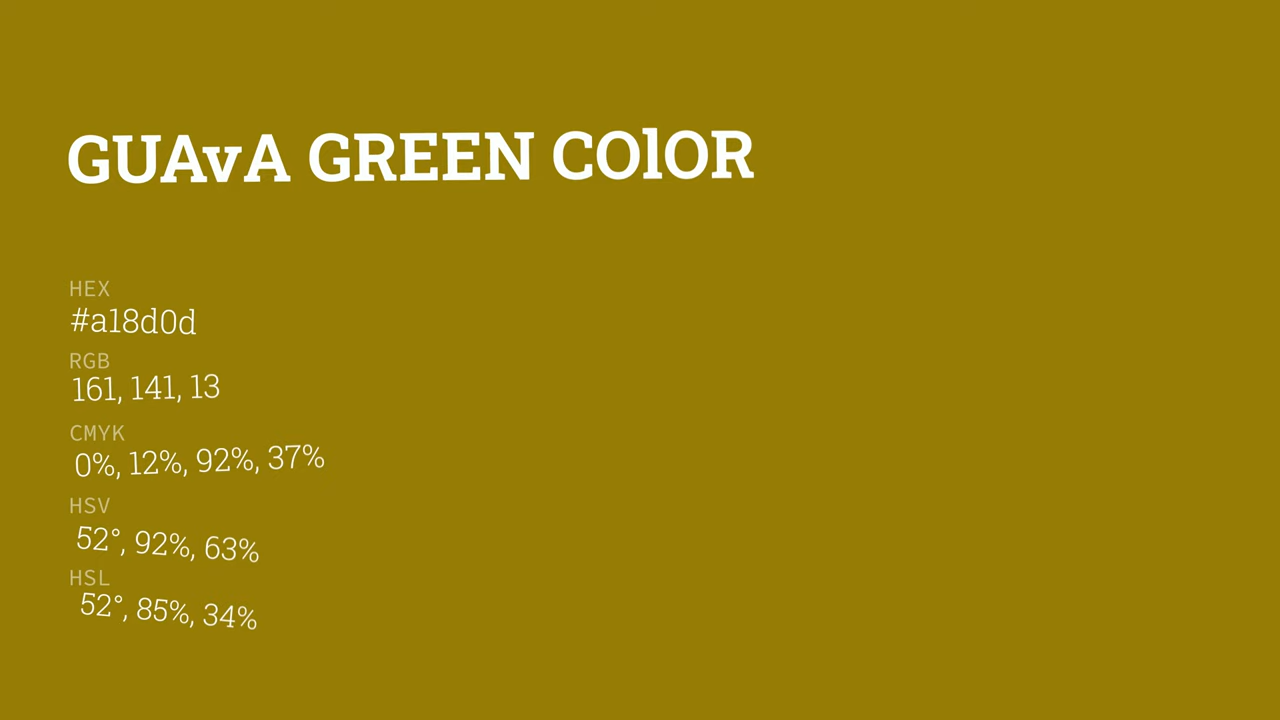 GUAvA GREEN COlOR
HEX
#a18d0d
RGB
161, 141, 13
CMYK
0%, 12%, 92%, 37%
HSV
52°, 92%, 63%
HSL
52°, 85%, 34%